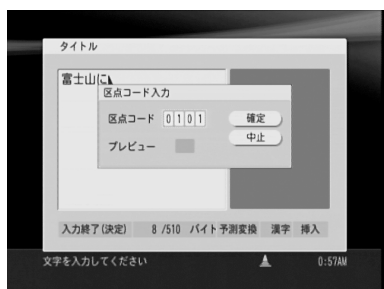 タイトル
富士山に
区点コード入力
区点コード 0101 確定
中止
プレビュー
入力終了(決定) 8 /510 バイト 予測変換 漢字 挿入
文字を入力してください 0:57AM